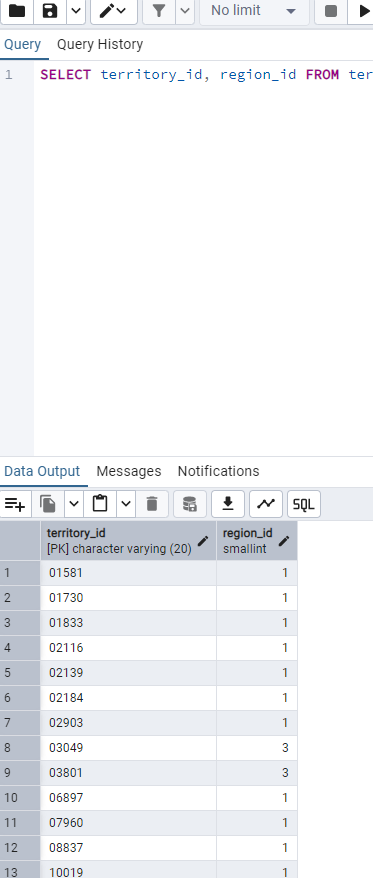 No limit
Query Query History
1 SELECT territory_id, region_id FROM ter
Data Output Messages Notifications
SQL
territory_id region_id
[PK] character varying (20) smallint
1 01581 1
2 01730 1
3 01833 1
4 02116 1
5 02139 1
6 02184 1
7 02903 1
8 03049 3
9 03801 3
10 06897 1
11 07960 1
12 08837 1
13 10019 1